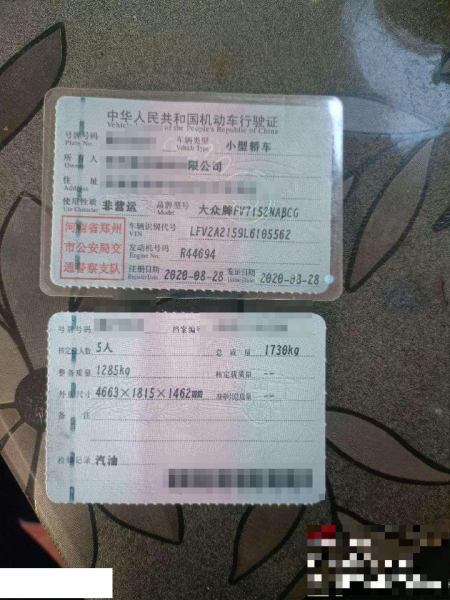 中华人民共和国机动车行驶证
Vehicle of the People's Republic of China
号牌号码 Plate No. 车辆类型 Vehicle Type 小型轿车
所有人 限公司
住址 Address
使用性质 Use Character 非营运 品牌型号 Model 大众牌FV7152NABCG
河南省郑州
市公安局交
通警察支队
车辆识别代号 VIN LFV2A2159L6105562
发动机号码 Engine No. R44694
注册日期 Register Date 2020-08-28 发证日期 Issue Date 2020-08-28
号牌号码 档案编号
核定载人数 5人 总质量 1730kg
整备质量 1285kg 核定载质量 --
外廓尺寸 4663×1815×1462mm 准牵引总质量 --
备注
检验记录 汽油